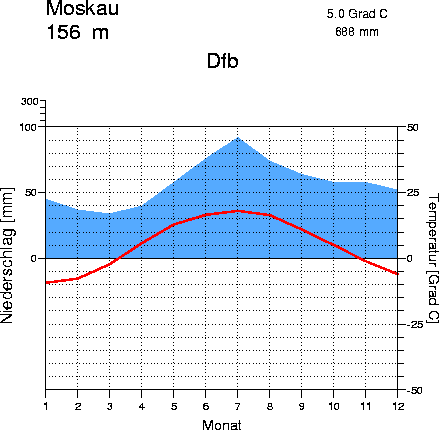 Moskau
156 m
5.0 Grad C
688 mm
Dfb
300
100
50
0
Niederschlag [mm]
50
25
0
-25
-50
Temperatur [Grad C]
1 2 3 4 5 6 7 8 9 10 11 12
Monat